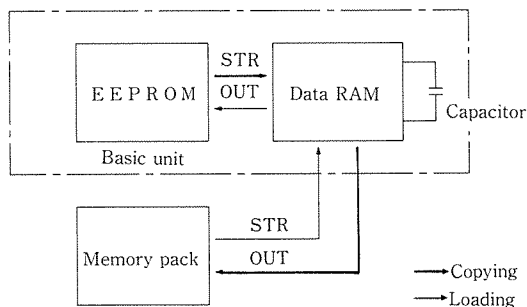 STR
EEPROM
OUT
Data RAM
Capacitor
Basic unit
STR
Memory pack
OUT
Copying
Loading